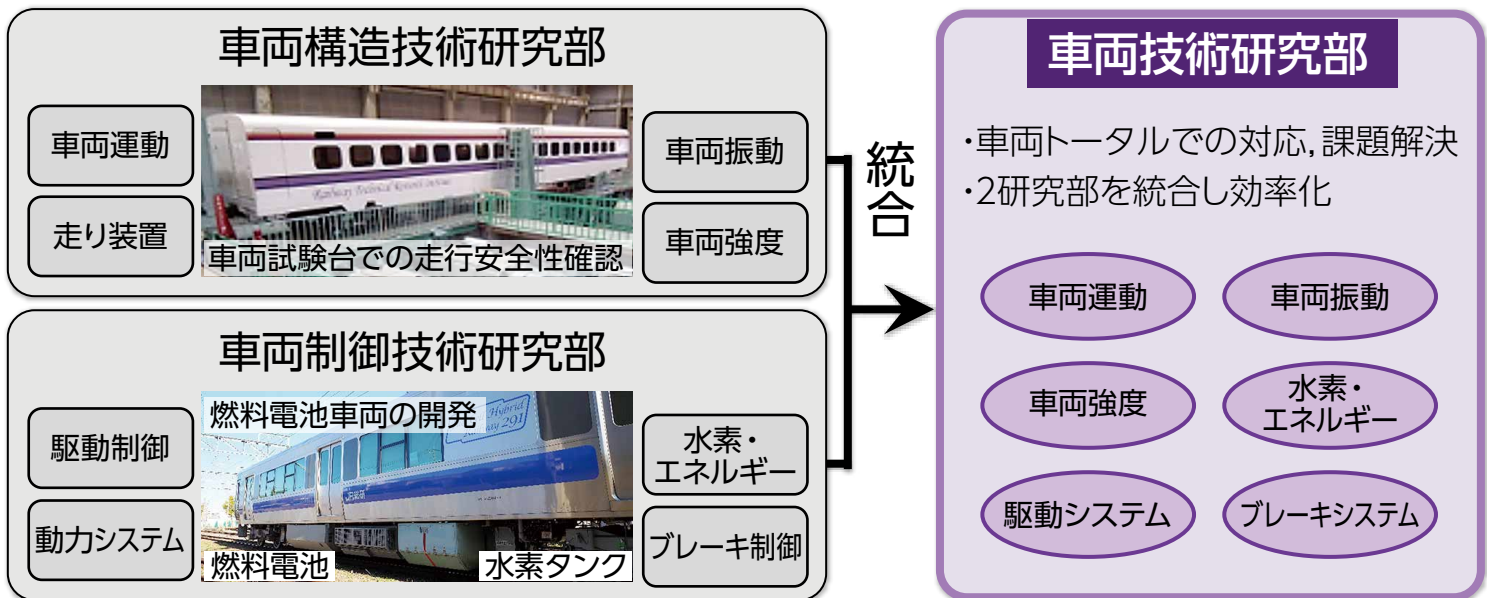 車両構造技術研究部
車両運動
走り装置
Railway Technical Research Institute
車両試験台での走行安全性確認
車両振動
車両強度
車両制御技術研究部
駆動制御
動力システム
燃料電池車両の開発
Hybrid
燃料電池
水素タンク
水素・
エネルギー
ブレーキ制御
統合
車両技術研究部
・車両トータルでの対応,課題解決
・2研究部を統合し効率化
車両運動
車両振動
車両強度
水素・
エネルギー
駆動システム
ブレーキシステム